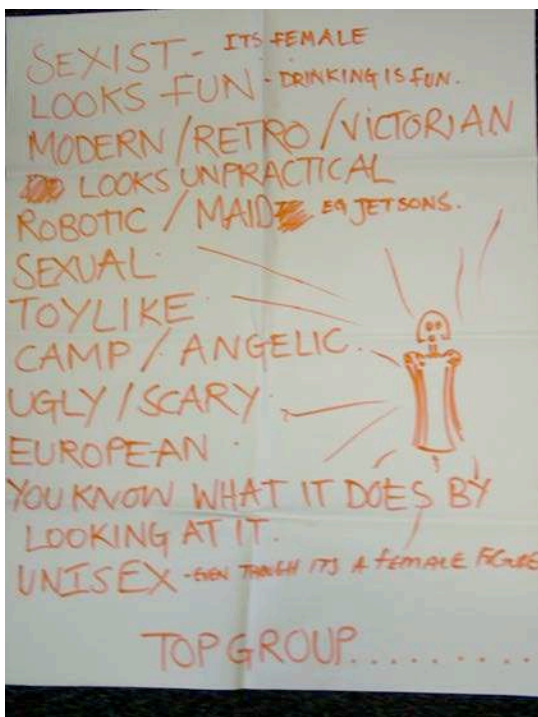 SEXIST - ITS FEMALE
LOOKS FUN - DRINKING IS FUN.
MODERN / RETRO / VICTORIAN
LOOKS UNPRACTICAL
ROBOTIC / MAID EG JETSONS.
SEXUAL.
TOYLIKE.
CAMP / ANGELIC.
UGLY / SCARY.
EUROPEAN.
YOU KNOW WHAT IT DOES BY
LOOKING AT IT.
UNISEX - EVEN THOUGH ITS A FEMALE FIGURE
TOP GROUP..........